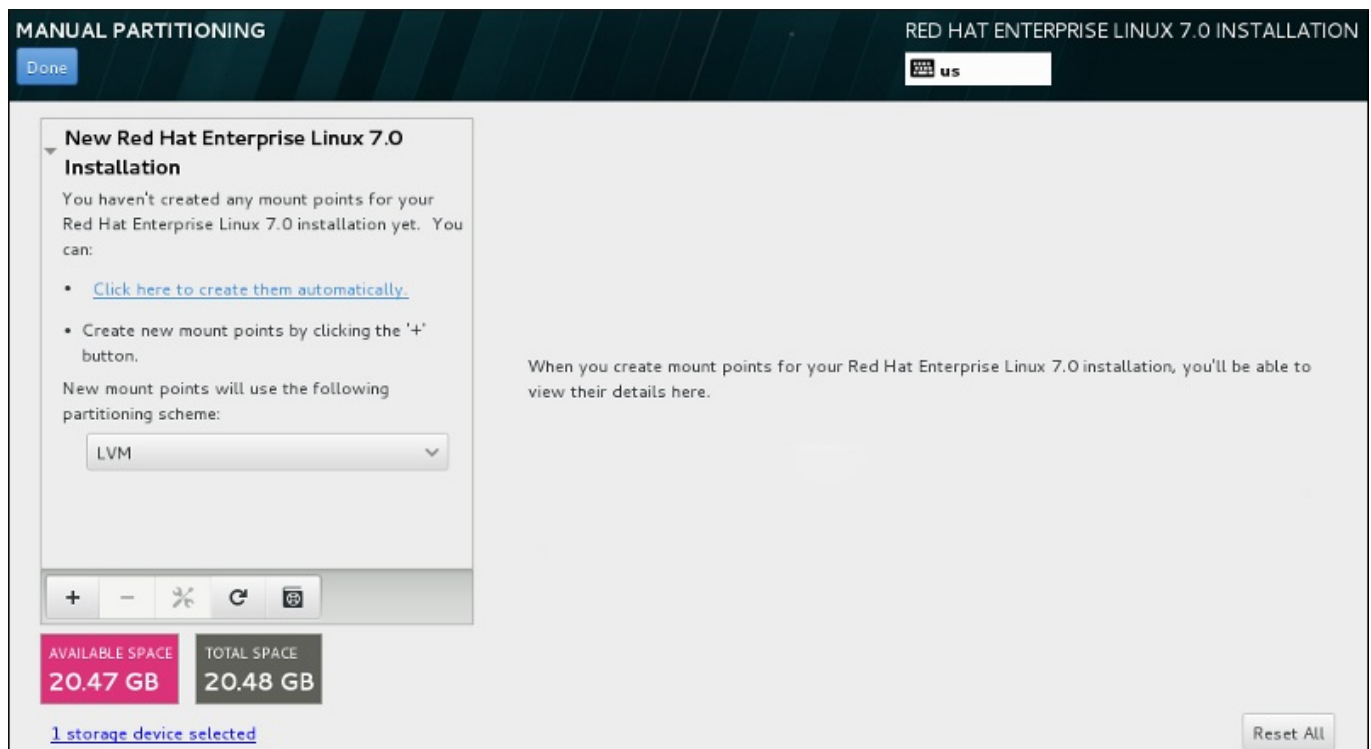 MANUAL PARTITIONING
RED HAT ENTERPRISE LINUX 7.0 INSTALLATION
Done
us
New Red Hat Enterprise Linux 7.0
Installation
You haven't created any mount points for your
Red Hat Enterprise Linux 7.0 installation yet. You
can:
• Click here to create them automatically.
• Create new mount points by clicking the '+'
button.
New mount points will use the following
partitioning scheme:
LVM
When you create mount points for your Red Hat Enterprise Linux 7.0 installation, you'll be able to
view their details here.
+ −
AVAILABLE SPACE
20.47 GB
TOTAL SPACE
20.48 GB
1 storage device selected
Reset All